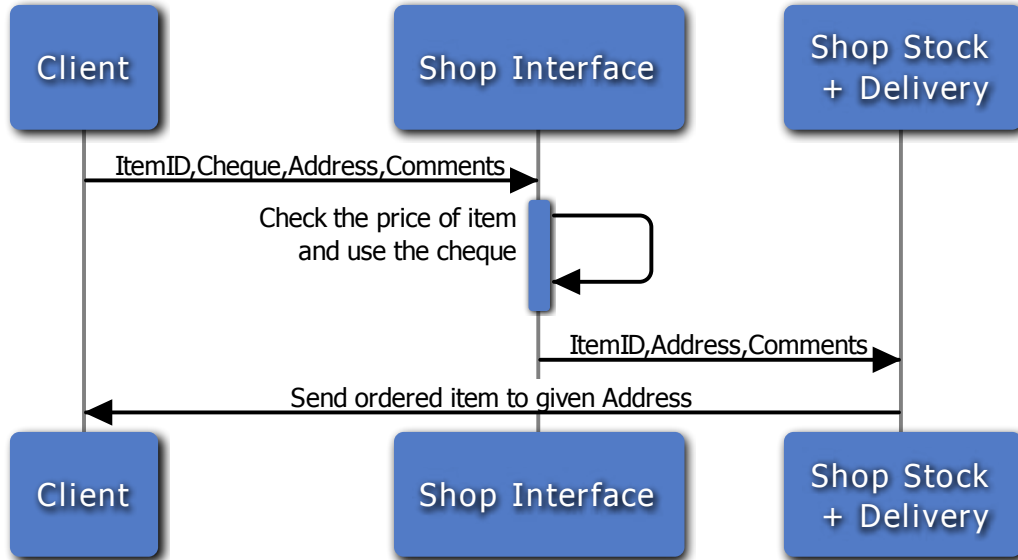 Client
Shop Interface
Shop Stock
+ Delivery
ItemID,Cheque,Address,Comments
Check the price of item
and use the cheque
ItemID,Address,Comments
Send ordered item to given Address
Client
Shop Interface
Shop Stock
+ Delivery